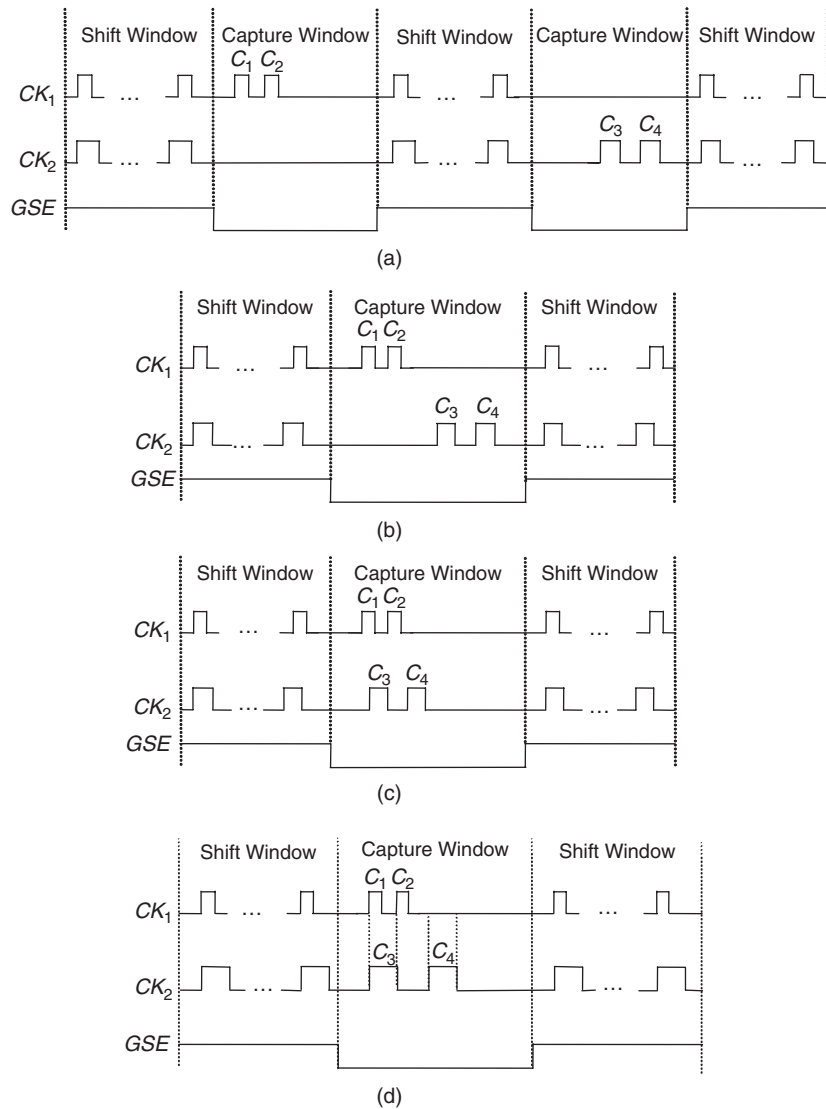 Shift Window Capture Window Shift Window Capture Window Shift Window
C1 C2
CK1 ... ... ...
C3 C4
CK2 ... ... ...
GSE
(a)
Shift Window Capture Window Shift Window
C1 C2
CK1 ... ...
C3 C4
CK2 ... ...
GSE
(b)
Shift Window Capture Window Shift Window
C1 C2
CK1 ... ...
C3 C4
CK2 ... ...
GSE
(c)
Shift Window Capture Window Shift Window
C1 C2
CK1 ... ...
C3 C4
CK2 ... ...
GSE
(d)